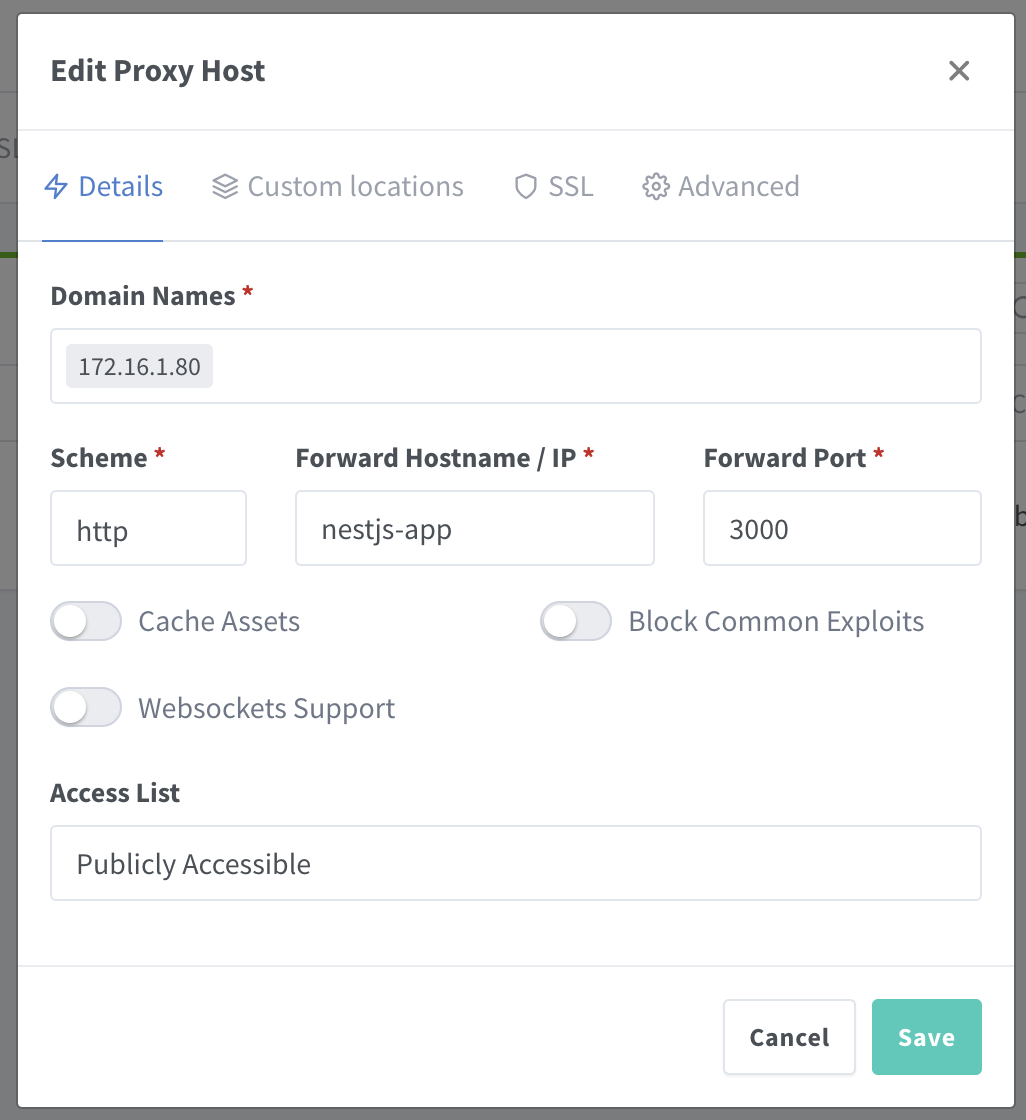 Edit Proxy Host
Details Custom locations SSL Advanced
Domain Names *
172.16.1.80
Scheme * Forward Hostname / IP * Forward Port *
http nestjs-app 3000
Cache Assets Block Common Exploits
Websockets Support
Access List
Publicly Accessible
Cancel Save